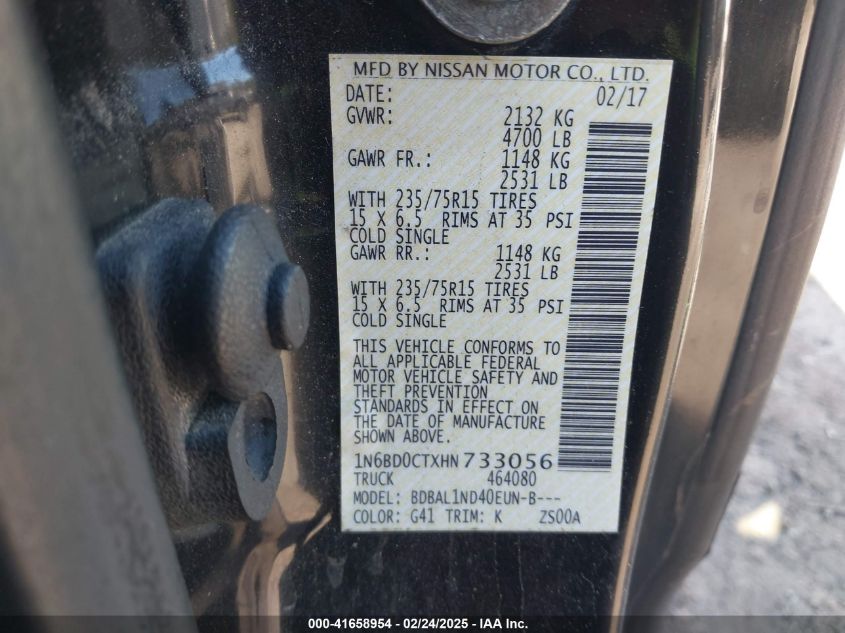 MFD BY NISSAN MOTOR CO., LTD.
DATE: 02/17
GVWR: 2132 KG
4700 LB
GAWR FR.: 1148 KG
2531 LB
WITH 235/75R15 TIRES
15 X 6.5 RIMS AT 35 PSI
COLD SINGLE
GAWR RR.: 1148 KG
2531 LB
WITH 235/75R15 TIRES
15 X 6.5 RIMS AT 35 PSI
COLD SINGLE
THIS VEHICLE CONFORMS TO
ALL APPLICABLE FEDERAL
MOTOR VEHICLE SAFETY AND
THEFT PREVENTION
STANDARDS IN EFFECT ON
THE DATE OF MANUFACTURE
SHOWN ABOVE.
1N6BD0CTXHN733056
TRUCK 464080
MODEL: BDBAL1ND40EUN-B---
COLOR: G41 TRIM: K ZS00A
000-41658954 / 02/24/2025 - IAA Inc.